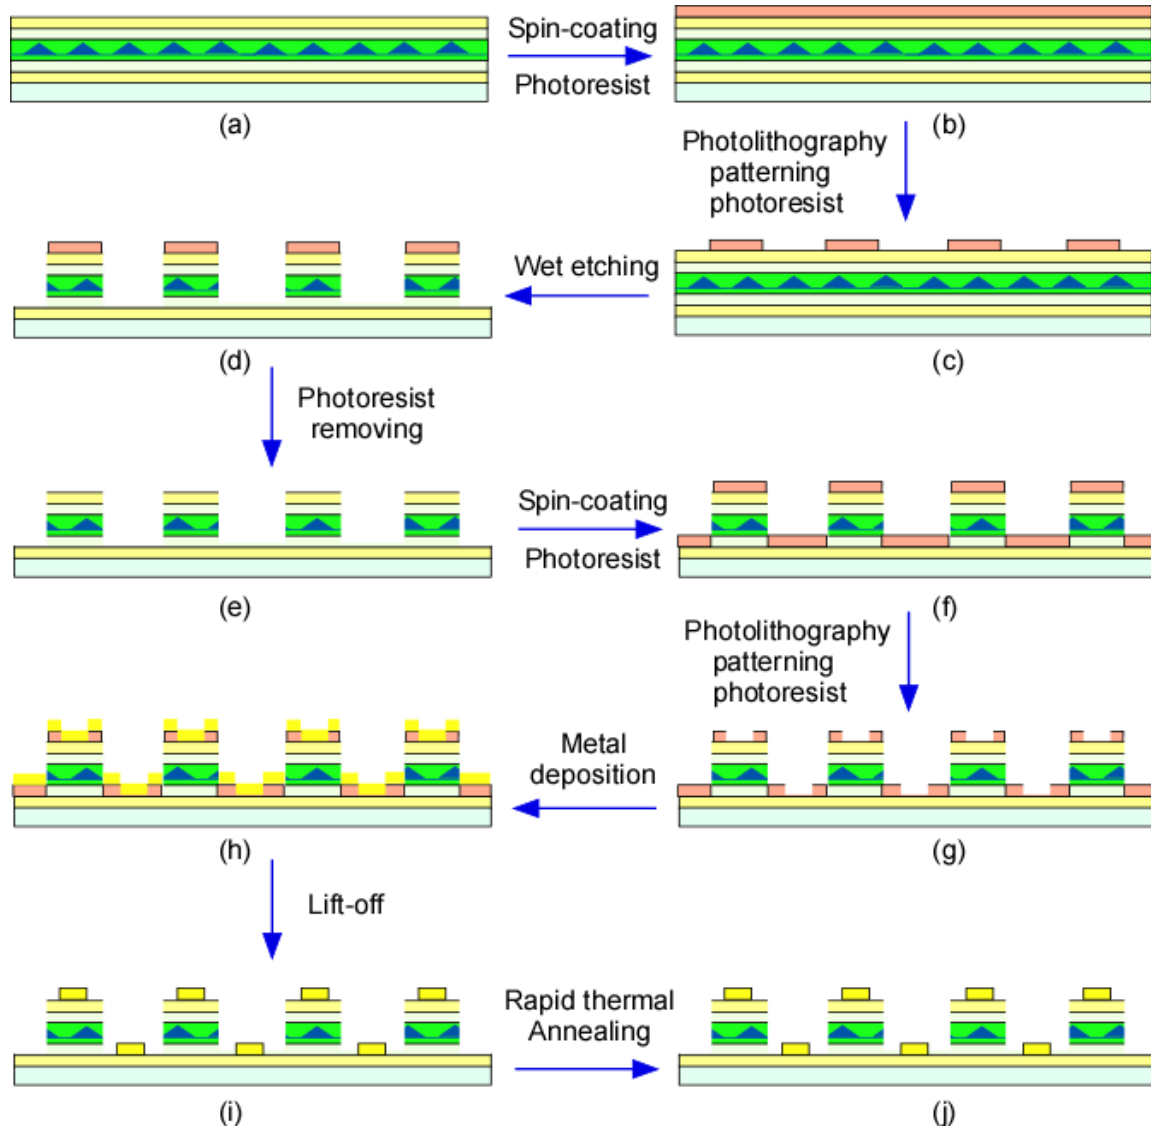 Spin-coating
Photoresist
(a)
(b)
Photolithography
patterning
photoresist
Wet etching
(d)
(c)
Photoresist
removing
Spin-coating
Photoresist
(e)
(f)
Photolithography
patterning
photoresist
Metal
deposition
(h)
(g)
Lift-off
Rapid thermal
Annealing
(i)
(j)